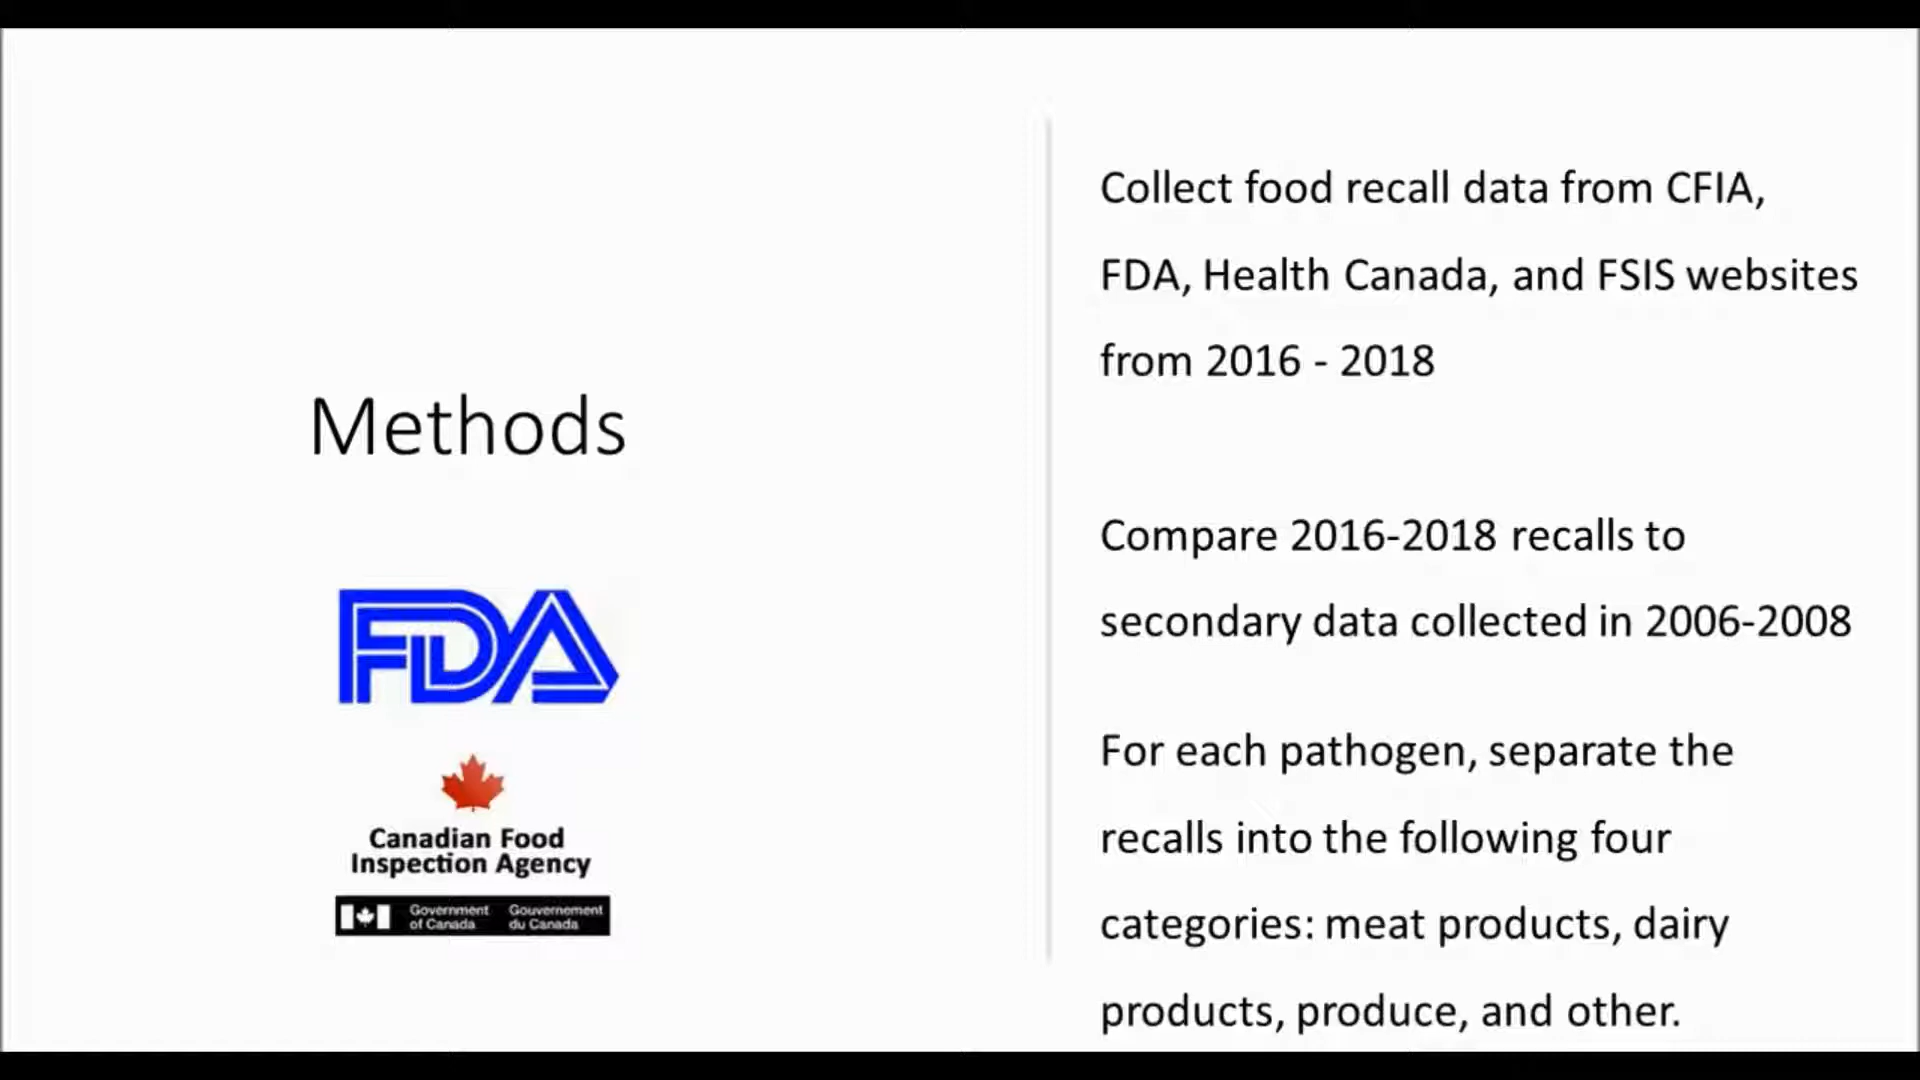 Methods
FDA
Canadian Food
Inspection Agency
Government
of Canada
Gouvernement
du Canada
Collect food recall data from CFIA,
FDA, Health Canada, and FSIS websites
from 2016 - 2018
Compare 2016-2018 recalls to
secondary data collected in 2006-2008
For each pathogen, separate the
recalls into the following four
categories: meat products, dairy
products, produce, and other.